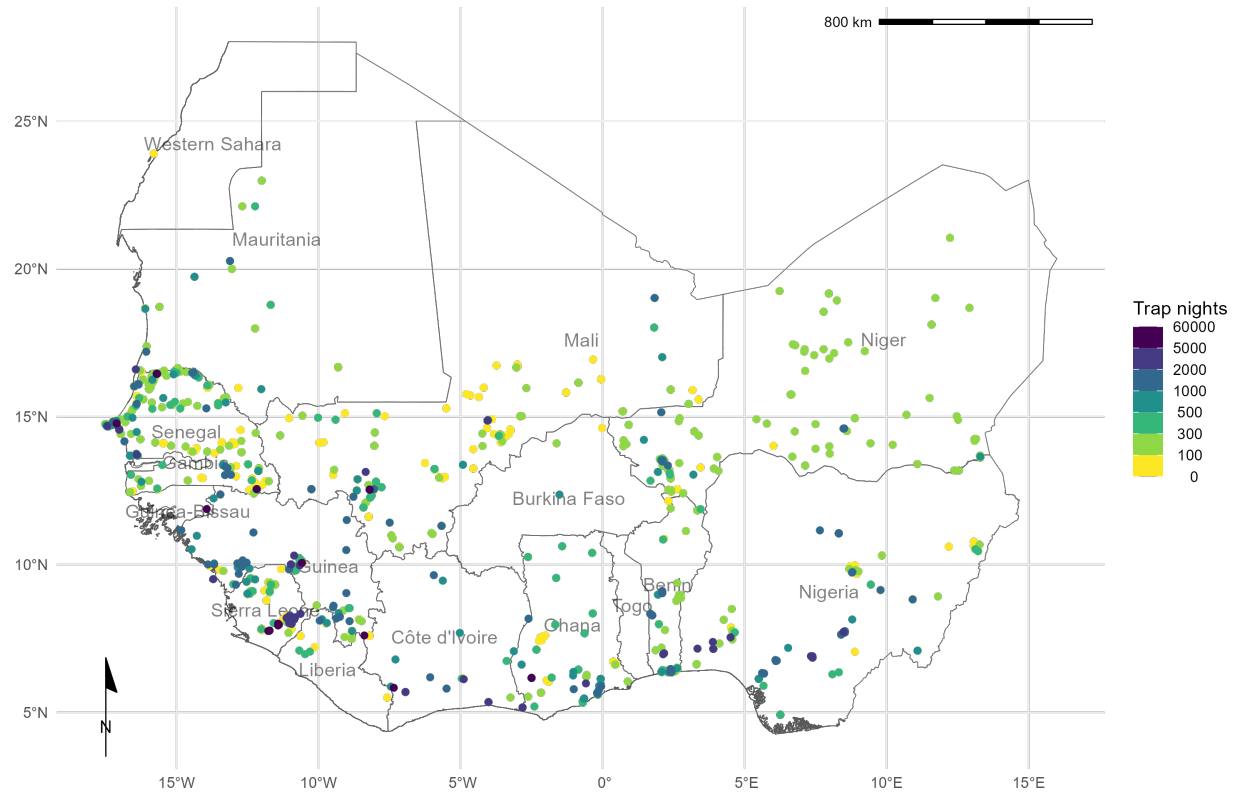 800 km
25°N
20°N
15°N
10°N
5°N
Western Sahara
Mauritania
Mali
Niger
Senegal
Gambia
Guinea-Bissau
Burkina Faso
Guinea
Sierra Leone
Liberia
Côte d'Ivoire
Ghana
Togo
Benin
Nigeria
N
15°W
10°W
5°W
0°
5°E
10°E
15°E
Trap nights
60000
5000
2000
1000
500
300
100
0